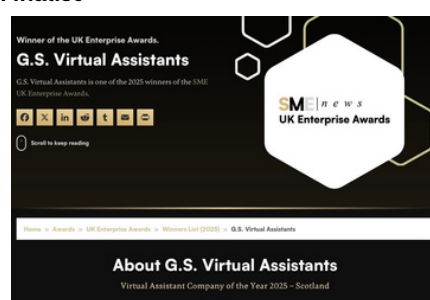 Winner of the UK Enterprise Awards.
G.S. Virtual Assistants
G.S. Virtual Assistants is one of the 2025 winners of the SME
UK Enterprise Awards.
Scroll to keep reading
SME | news
UK Enterprise Awards
Home » Awards » UK Enterprise Awards » Winners List (2025) » G.S. Virtual Assistants
About G.S. Virtual Assistants
Virtual Assistant Company of the Year 2025 – Scotland